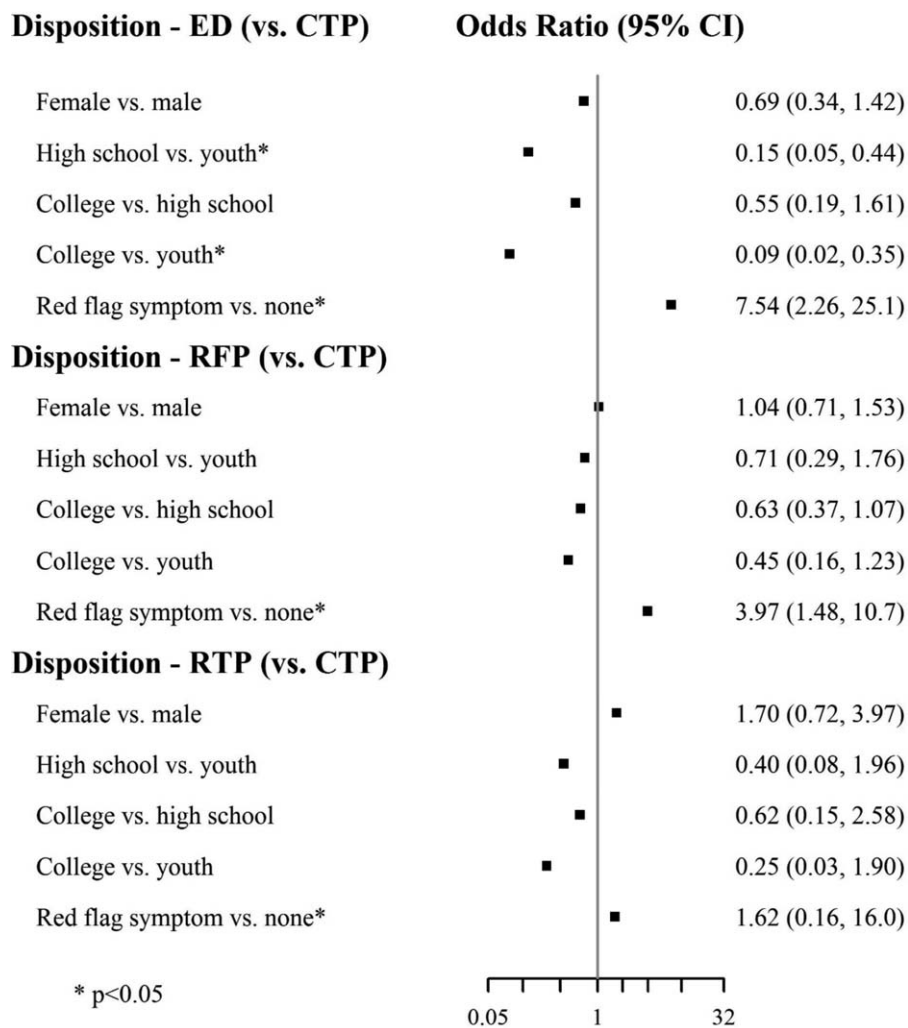 Disposition - ED (vs. CTP) Odds Ratio (95% CI)
Female vs. male 0.69 (0.34, 1.42)
High school vs. youth* 0.15 (0.05, 0.44)
College vs. high school 0.55 (0.19, 1.61)
College vs. youth* 0.09 (0.02, 0.35)
Red flag symptom vs. none* 7.54 (2.26, 25.1)
Disposition - RFP (vs. CTP)
Female vs. male 1.04 (0.71, 1.53)
High school vs. youth 0.71 (0.29, 1.76)
College vs. high school 0.63 (0.37, 1.07)
College vs. youth 0.45 (0.16, 1.23)
Red flag symptom vs. none* 3.97 (1.48, 10.7)
Disposition - RTP (vs. CTP)
Female vs. male 1.70 (0.72, 3.97)
High school vs. youth 0.40 (0.08, 1.96)
College vs. high school 0.62 (0.15, 2.58)
College vs. youth 0.25 (0.03, 1.90)
Red flag symptom vs. none* 1.62 (0.16, 16.0)
* p<0.05
0.05 1 32